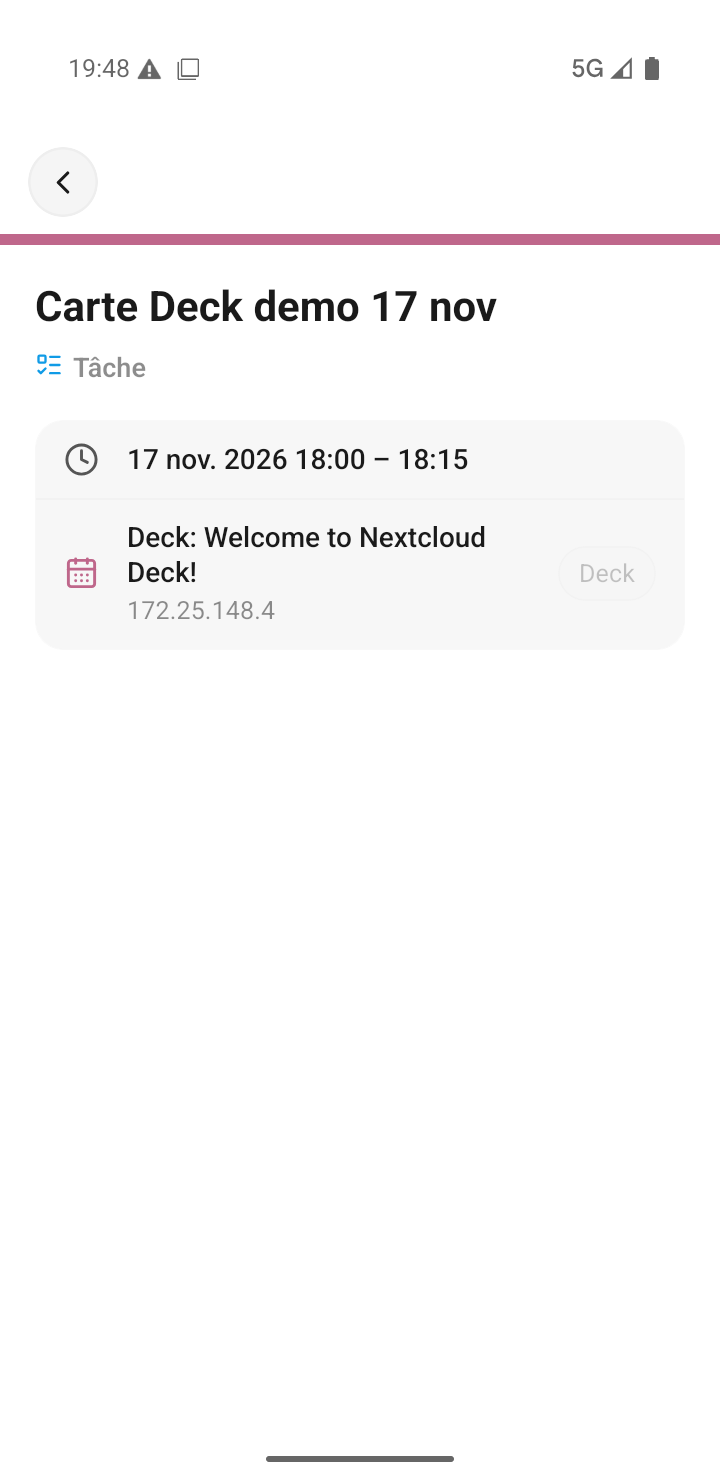 19:48
5G
Carte Deck demo 17 nov
Tâche
17 nov. 2026 18:00 – 18:15
Deck: Welcome to Nextcloud
Deck!
Deck
172.25.148.4